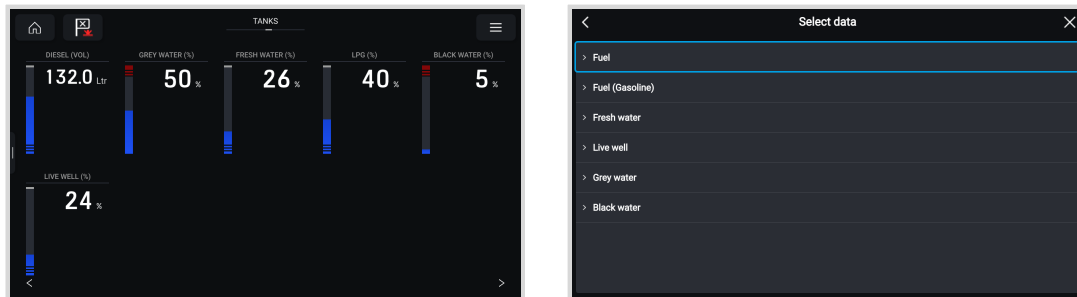 TANKS
DIESEL (VOL)
132.0 Ltr
GREY WATER (%)
50 %
FRESH WATER (%)
26 %
LPG (%)
40 %
BLACK WATER (%)
5 %
LIVE WELL (%)
24 %
Select data
Fuel
Fuel (Gasoline)
Fresh water
Live well
Grey water
Black water